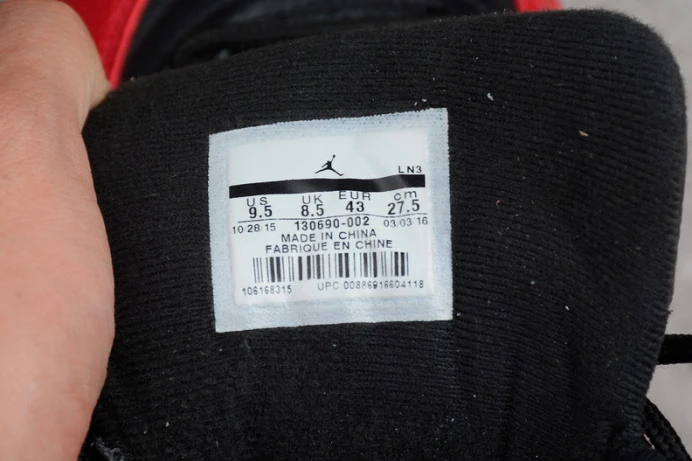 LN3
US UK EUR cm
9.5 8.5 43 27.5
10/28/15 130690-002 03/03/16
MADE IN CHINA
FABRIQUE EN CHINE
106168315 UPC 00886916604118